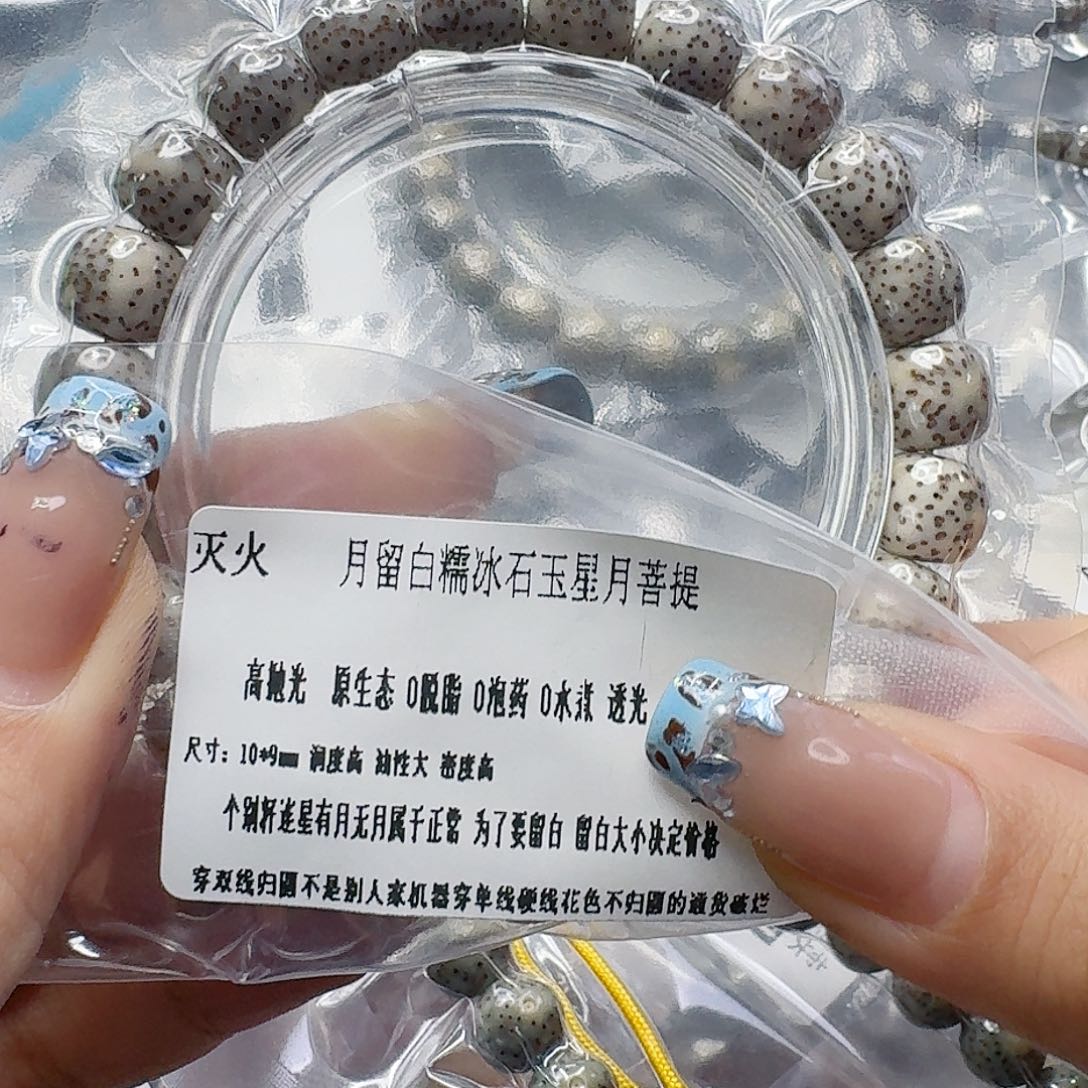 灭火 月留白糯冰石玉星月菩提
高抛光 原生态 0脱脂 0泡药 0水煮 透光
尺寸：10*9mm 润度高 油性大 密度高
个别籽连星有月无月属于正常 为了要留白 留白大小决定价格
穿双线归圆不是别人家机器穿单线硬线花色不归圆的通货破烂